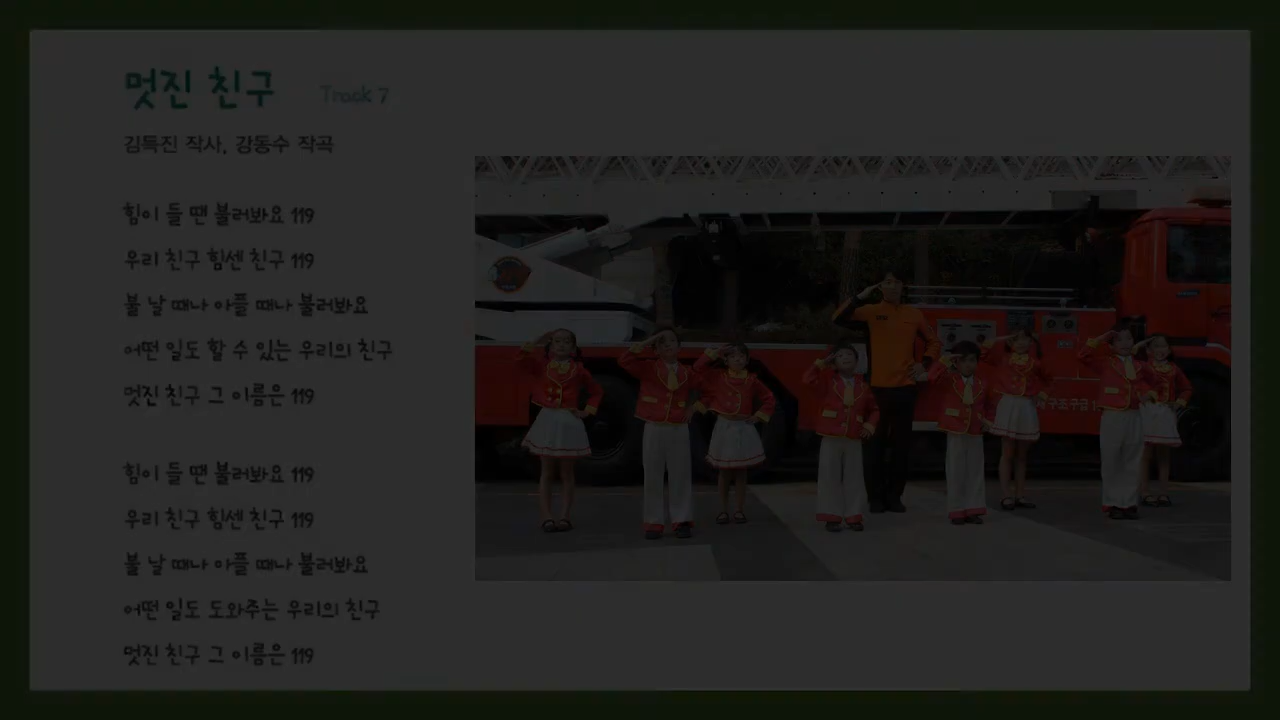 멋진 친구 Track 7
김득진 작사, 강동수 작곡
힘이 들 땐 불러봐요 119
우리 친구 힘센 친구 119
불 날 때나 아플 때나 불러봐요
어떤 일도 할 수 있는 우리의 친구
멋진 친구 그 이름은 119
힘이 들 땐 불러봐요 119
우리 친구 힘센 친구 119
불 날 때나 아플 때나 불러봐요
어떤 일도 도와주는 우리의 친구
멋진 친구 그 이름은 119